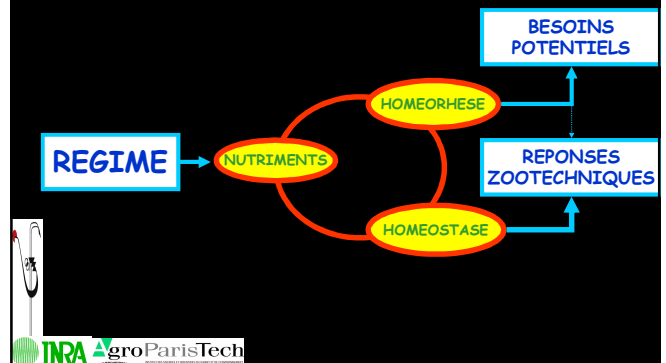 BESOINS
POTENTIELS
HOMEORHESE
REGIME
NUTRIMENTS
REPONSES
ZOOTECHNIQUES
HOMEOSTASE
INRA
AgroParisTech